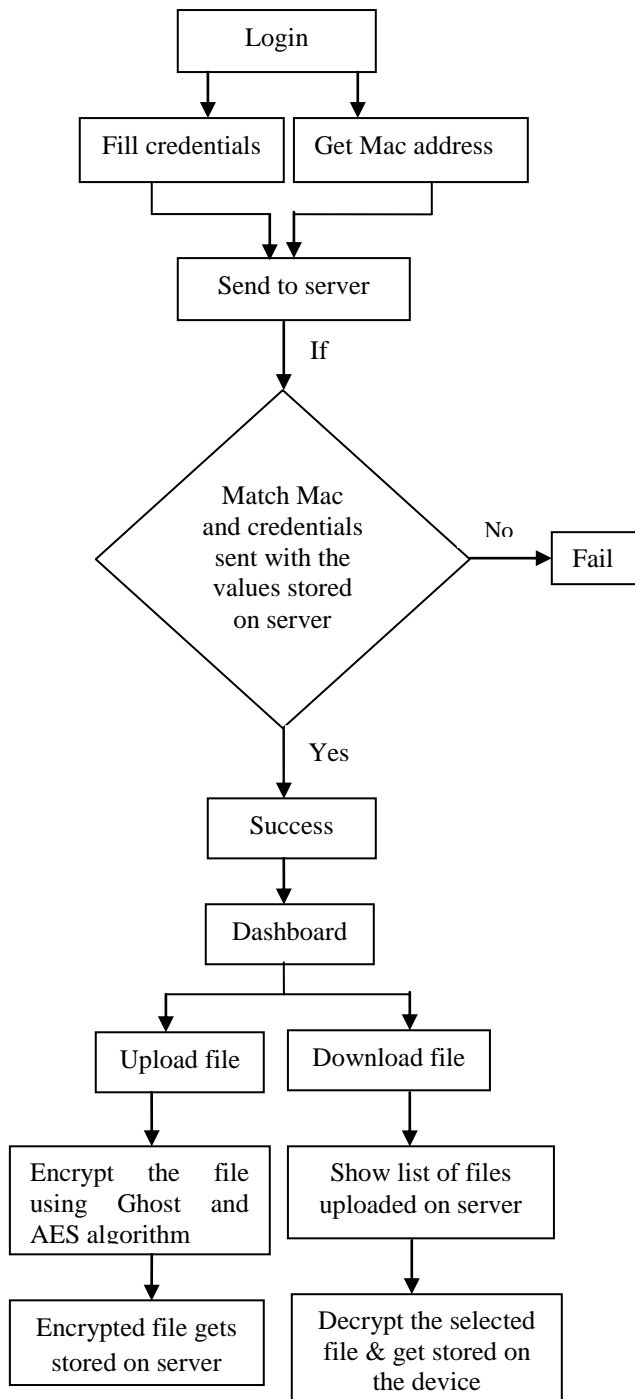 Login
Fill credentials
Get Mac address
Send to server
If
Match Mac
and credentials
sent with the
values stored
on server
No
Fail
Yes
Success
Dashboard
Upload file
Download file
Encrypt the file
using Ghost and
AES algorithm
Show list of files
uploaded on server
Encrypted file gets
stored on server
Decrypt the selected
file & get stored on
the device